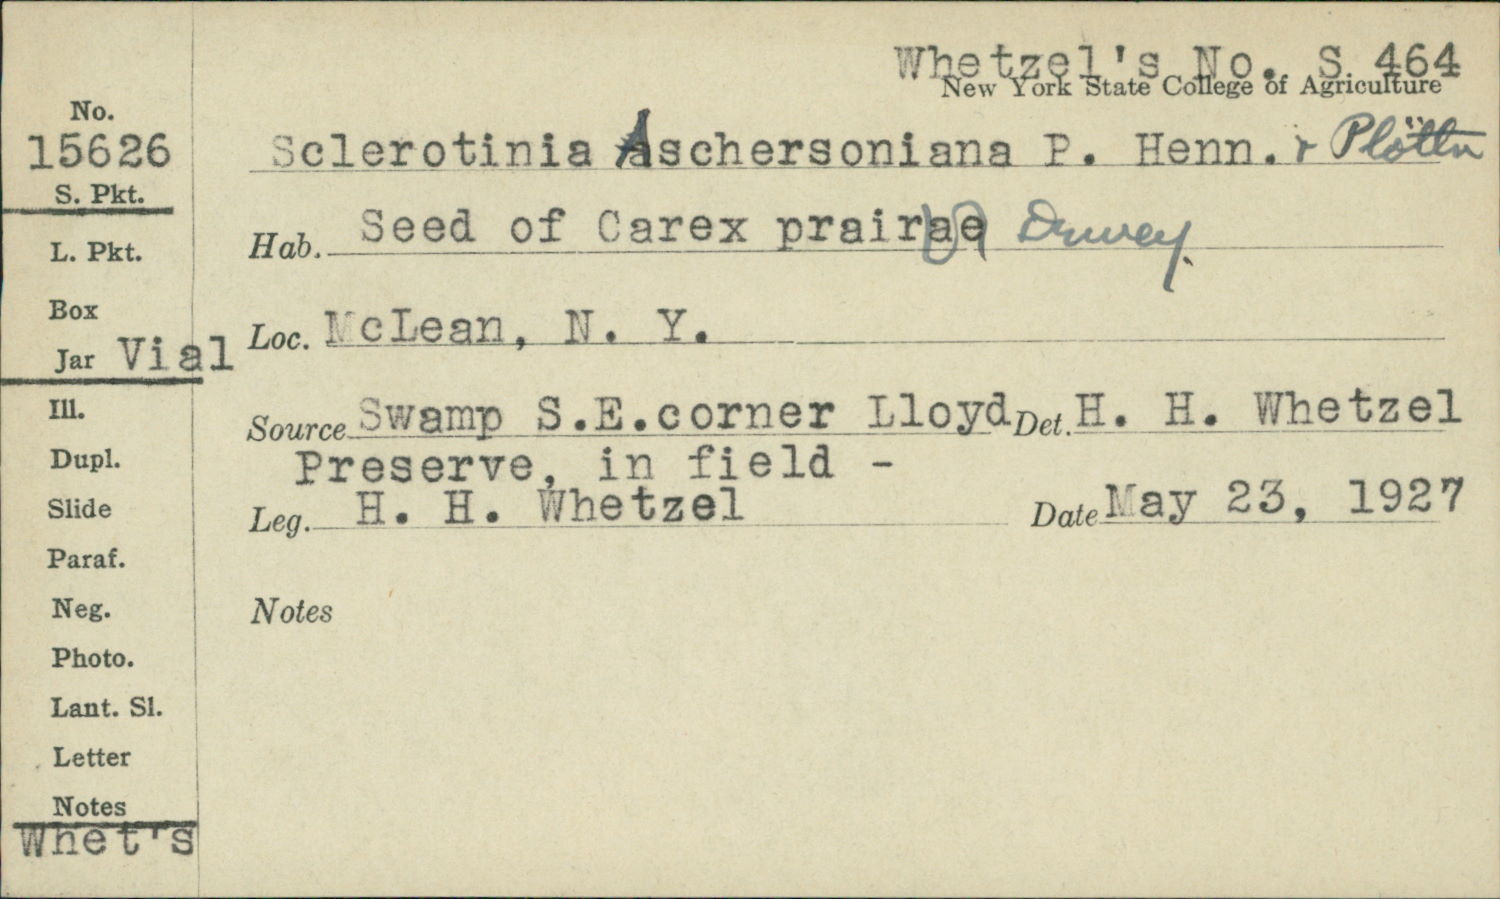 Whetzel's No. S 464
New York State College of Agriculture
No.
15626
Sclerotinia Aschersoniana P. Henn. & Plöttn
S. Pkt.
Hab. Seed of Carex prairae Dewey.
L. Pkt.
Box
Loc. McLean, N. Y.
Jar Vial
Ill.
Source Swamp S.E.corner Lloyd Det. H. H. Whetzel
Preserve, in field -
Dupl.
Leg. H. H. Whetzel Date May 23, 1927
Slide
Paraf.
Neg.
Notes
Photo.
Lant. Sl.
Letter
Notes
Whet's